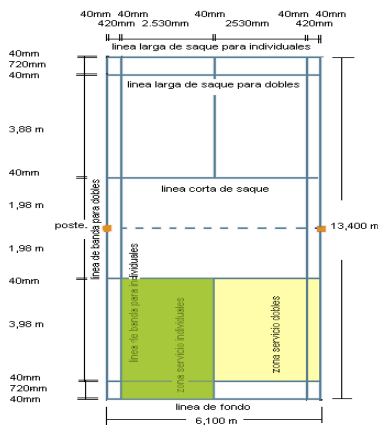 40mm 40mm 40mm 40mm 40mm
420mm 2.530mm 2530mm 420mm
linea larga de saque para individuales
40mm
720mm
40mm
linea larga de saque para dobles
3,88 m
40mm
linea corta de saque
1,98 m
linea de banda para dobles
poste
13,400 m
1,98 m
40mm
linea de banda para individuales
zona servicio individuales
zona servicio dobles
3,98 m
40mm
720mm
40mm
linea de fondo
6,100 m